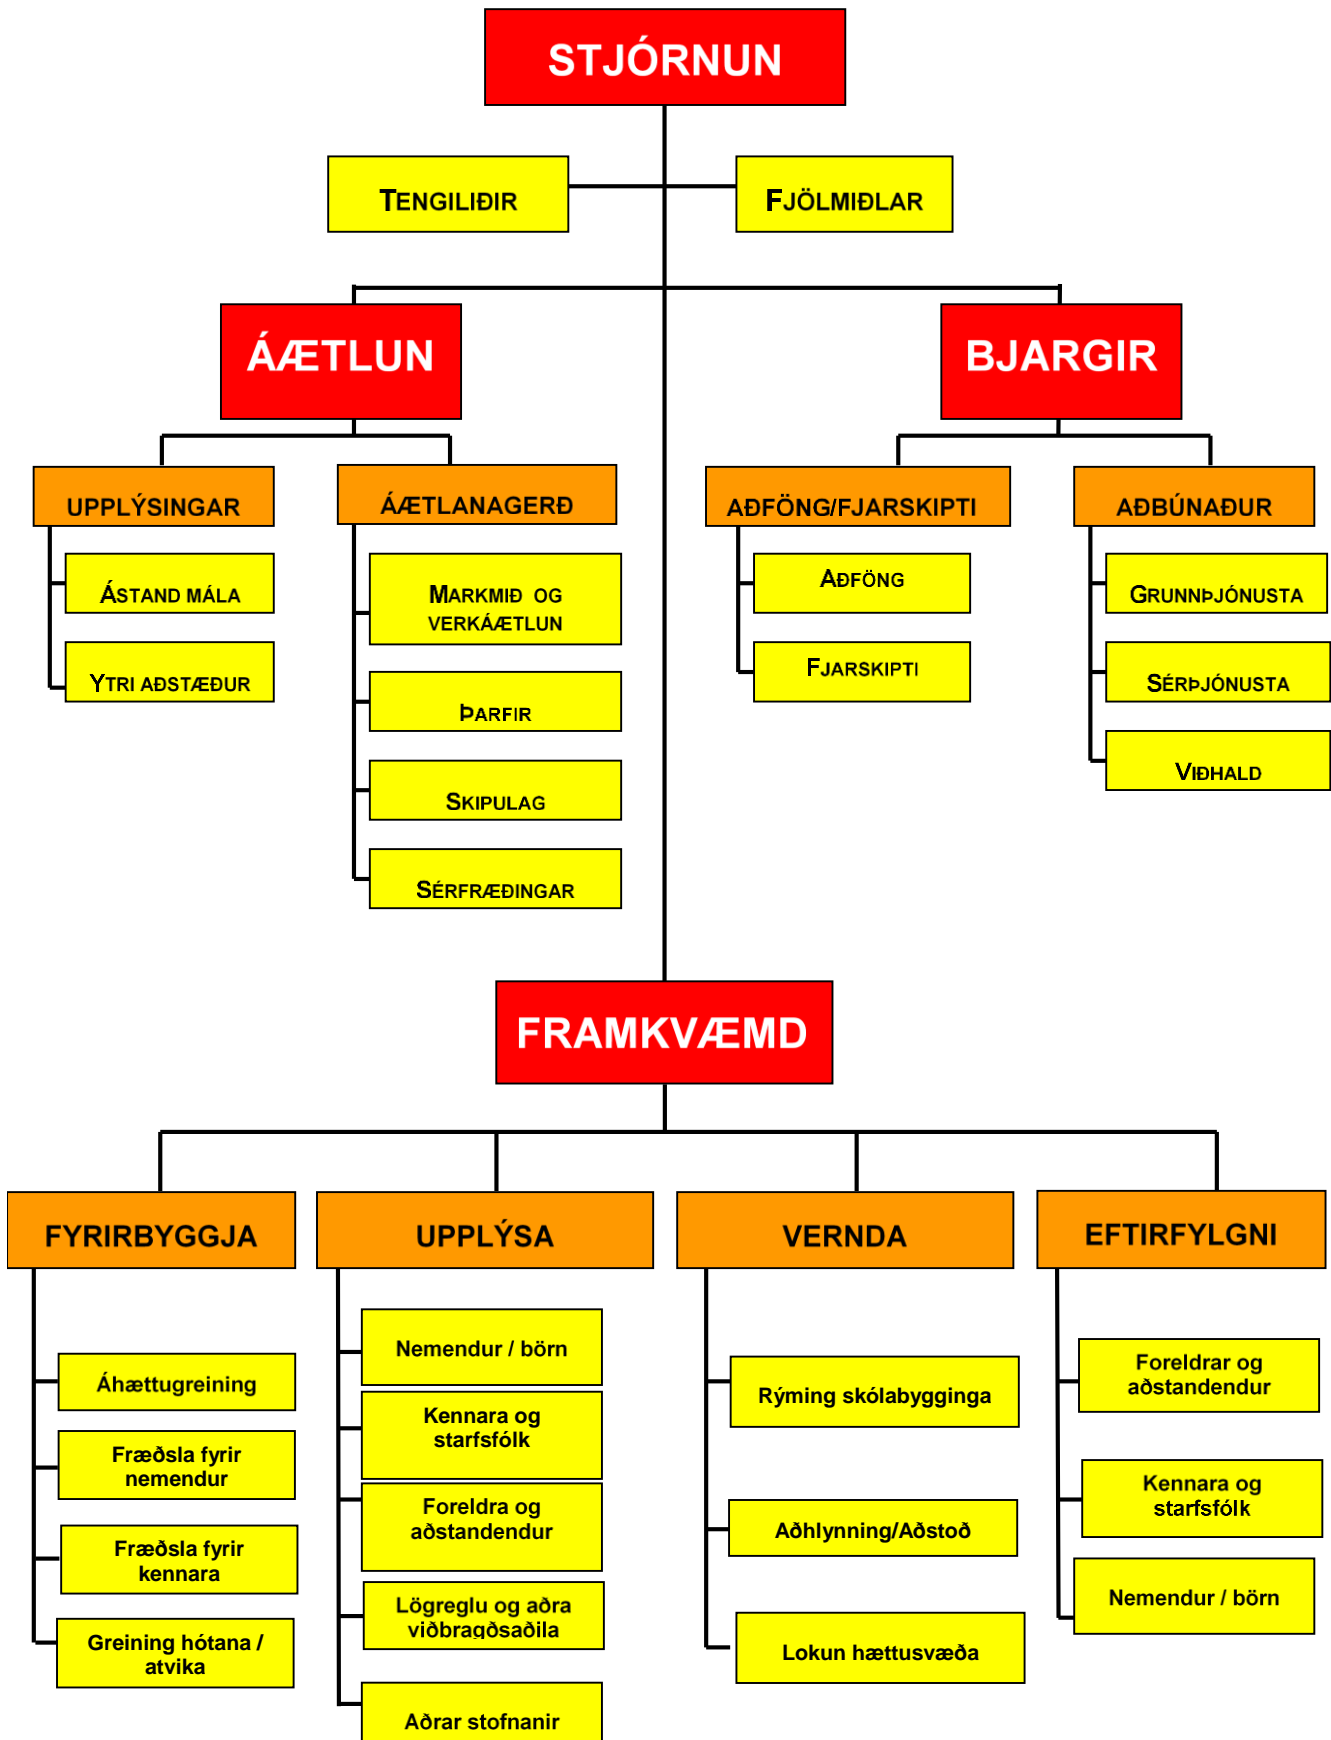 STJÓRNUN
TENGILIÐIR
FJÖLMIÐLAR
ÁÆTLUN
BJARGIR
UPPLÝSINGAR
ÁÆTLANAGERÐ
AÐFÖNG/FJARSKIPTI
AÐBÚNAÐUR
ÁSTAND MÁLA
YTRI AÐSTÆÐUR
MARKMIÐ OG
VERKÁÆTLUN
ÞARFIR
SKIPULAG
SÉRFRÆÐINGAR
AÐFÖNG
FJARSKIPTI
GRUNNÞJÓNUSTA
SÉRÞJÓNUSTA
VIÐHALD
FRAMKVÆMD
FYRIRBYGGJA
UPPLÝSA
VERNDA
EFTIRFYLGNI
Áhættugreining
Fræðsla fyrir
nemendur
Fræðsla fyrir
kennara
Greining hótana /
atvika
Nemendur / börn
Kennara og
starfsfólk
Foreldra og
aðstandendur
Lögreglu og aðra
viðbragðsaðila
Aðrar stofnanir
Rýming skólabygginga
Aðhlynning/Aðstoð
Lokun hættusvæða
Foreldrar og
aðstandendur
Kennara og
starfsfólk
Nemendur / börn